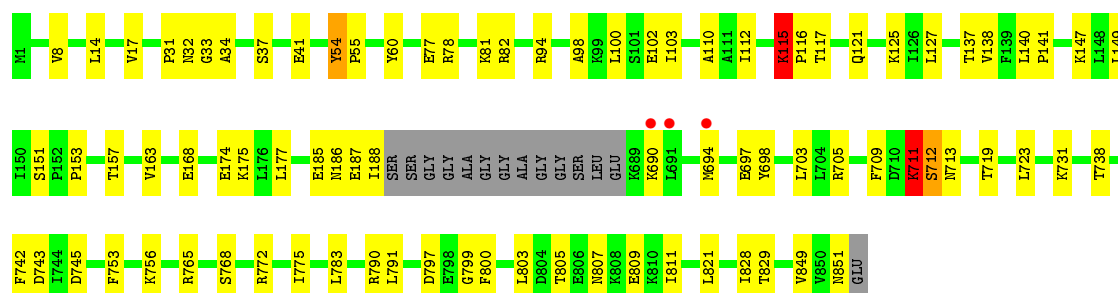 M1 V8 L14 V17 P31 N32 G33 A34 S37 E41 Y54 P55 Y60 E77 R78 K81 R82 R94 A98 K99 L100 S101 E102 I103 A110 A111 I112 K115 P116 T117 Q121 K125 I126 L127 T137 V138 F139 L140 P141 K147 L148 L149
I150 S151 P152 P153 T157 V163 E168 E174 K175 L176 L177 E185 N186 E187 I188 SER SER GLY GLY ALA GLY GLY ALA GLY GLY SER LEU GLU K689 K690 L691 M694 E697 Y698 L703 L704 R705 F709 D710 K711 S712 N713 T719 L723 K731 T738
F742 D743 I744 D745 F753 K756 R765 S768 R772 I775 L783 R790 L791 D797 E798 G799 F800 L803 D804 T805 E806 N807 K808 E809 K810 I811 L821 I828 T829 V849 V850 N851 GLU